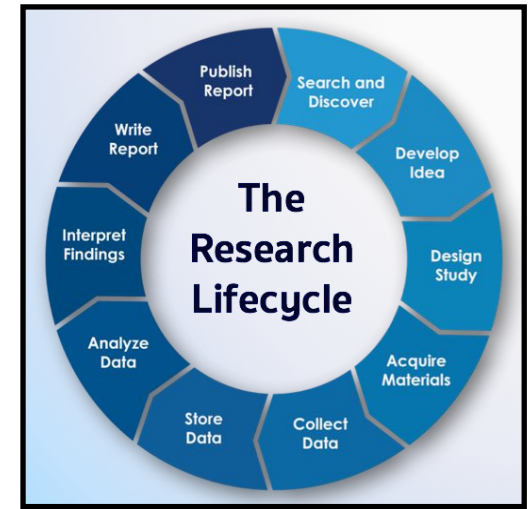 The
Research
Lifecycle
Search and
Discover
Develop
Idea
Design
Study
Acquire
Materials
Collect
Data
Store
Data
Analyze
Data
Interpret
Findings
Write
Report
Publish
Report